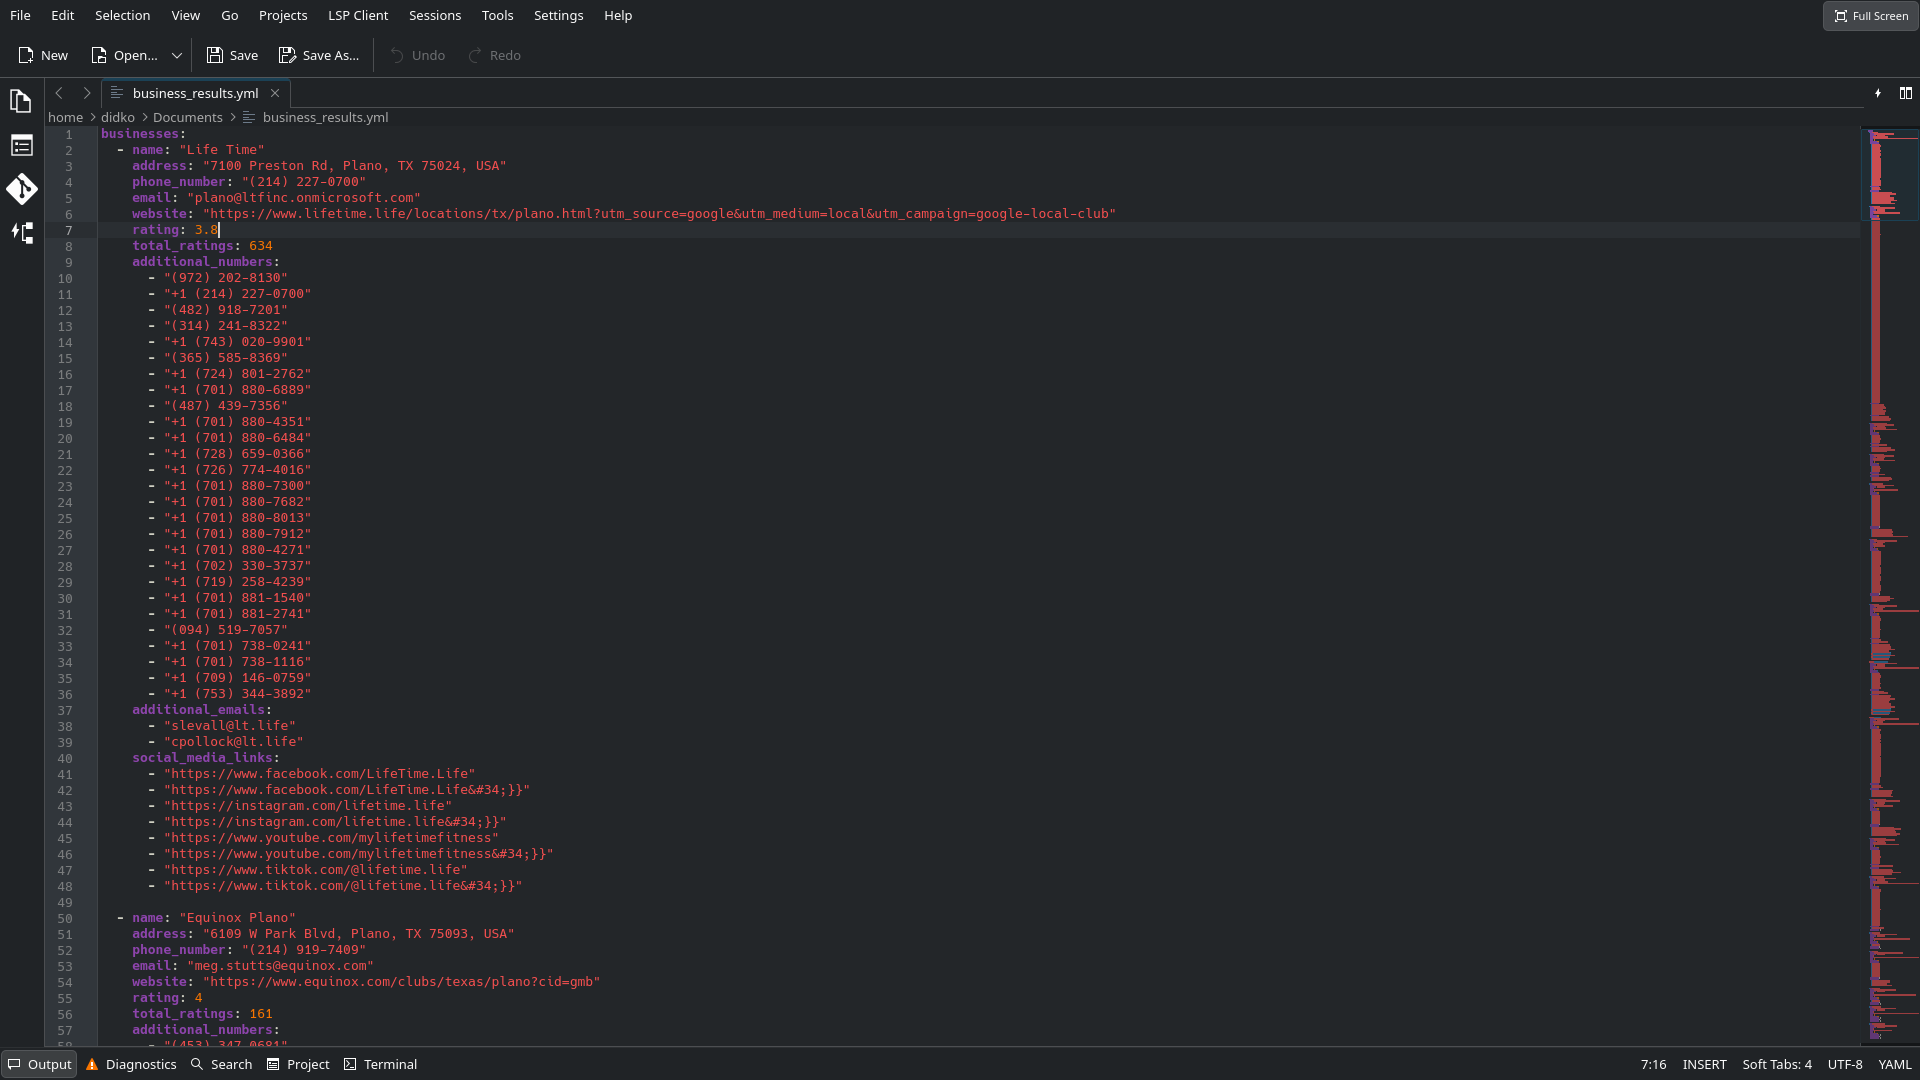 File Edit Selection View Go Projects LSP Client Sessions Tools Settings Help Full Screen
New Open... Save Save As... Undo Redo
business_results.yml
home > didko > Documents > business_results.yml
1 businesses:
2 - name: "Life Time"
3 address: "7100 Preston Rd, Plano, TX 75024, USA"
4 phone_number: "(214) 227-0700"
5 email: "plano@ltfinc.onmicrosoft.com"
6 website: "https://www.lifetime.life/locations/tx/plano.html?utm_source=google&utm_medium=local&utm_campaign=google-local-club"
7 rating: 3.8
8 total_ratings: 634
9 additional_numbers:
10 - "(972) 202-8130"
11 - "+1 (214) 227-0700"
12 - "(482) 918-7201"
13 - "(314) 241-8322"
14 - "+1 (743) 020-9901"
15 - "(365) 585-8369"
16 - "+1 (724) 801-2762"
17 - "+1 (701) 880-6889"
18 - "(487) 439-7356"
19 - "+1 (701) 880-4351"
20 - "+1 (701) 880-6484"
21 - "+1 (728) 659-0366"
22 - "+1 (726) 774-4016"
23 - "+1 (701) 880-7300"
24 - "+1 (701) 880-7682"
25 - "+1 (701) 880-8013"
26 - "+1 (701) 880-7912"
27 - "+1 (701) 880-4271"
28 - "+1 (702) 330-3737"
29 - "+1 (719) 258-4239"
30 - "+1 (701) 881-1540"
31 - "+1 (701) 881-2741"
32 - "(094) 519-7057"
33 - "+1 (701) 738-0241"
34 - "+1 (701) 738-1116"
35 - "+1 (709) 146-0759"
36 - "+1 (753) 344-3892"
37 additional_emails:
38 - "slevall@lt.life"
39 - "cpollock@lt.life"
40 social_media_links:
41 - "https://www.facebook.com/LifeTime.Life"
42 - "https://www.facebook.com/LifeTime.Life&#34;}}"
43 - "https://instagram.com/lifetime.life"
44 - "https://instagram.com/lifetime.life&#34;}}"
45 - "https://www.youtube.com/mylifetimefitness"
46 - "https://www.youtube.com/mylifetimefitness&#34;}}"
47 - "https://www.tiktok.com/@lifetime.life"
48 - "https://www.tiktok.com/@lifetime.life&#34;}}"
49
50 - name: "Equinox Plano"
51 address: "6109 W Park Blvd, Plano, TX 75093, USA"
52 phone_number: "(214) 919-7409"
53 email: "meg.stutts@equinox.com"
54 website: "https://www.equinox.com/clubs/texas/plano?cid=gmb"
55 rating: 4
56 total_ratings: 161
57 additional_numbers:
58 - "(453) 347-0681"
Output Diagnostics Search Project Terminal 7:16 INSERT Soft Tabs: 4 UTF-8 YAML